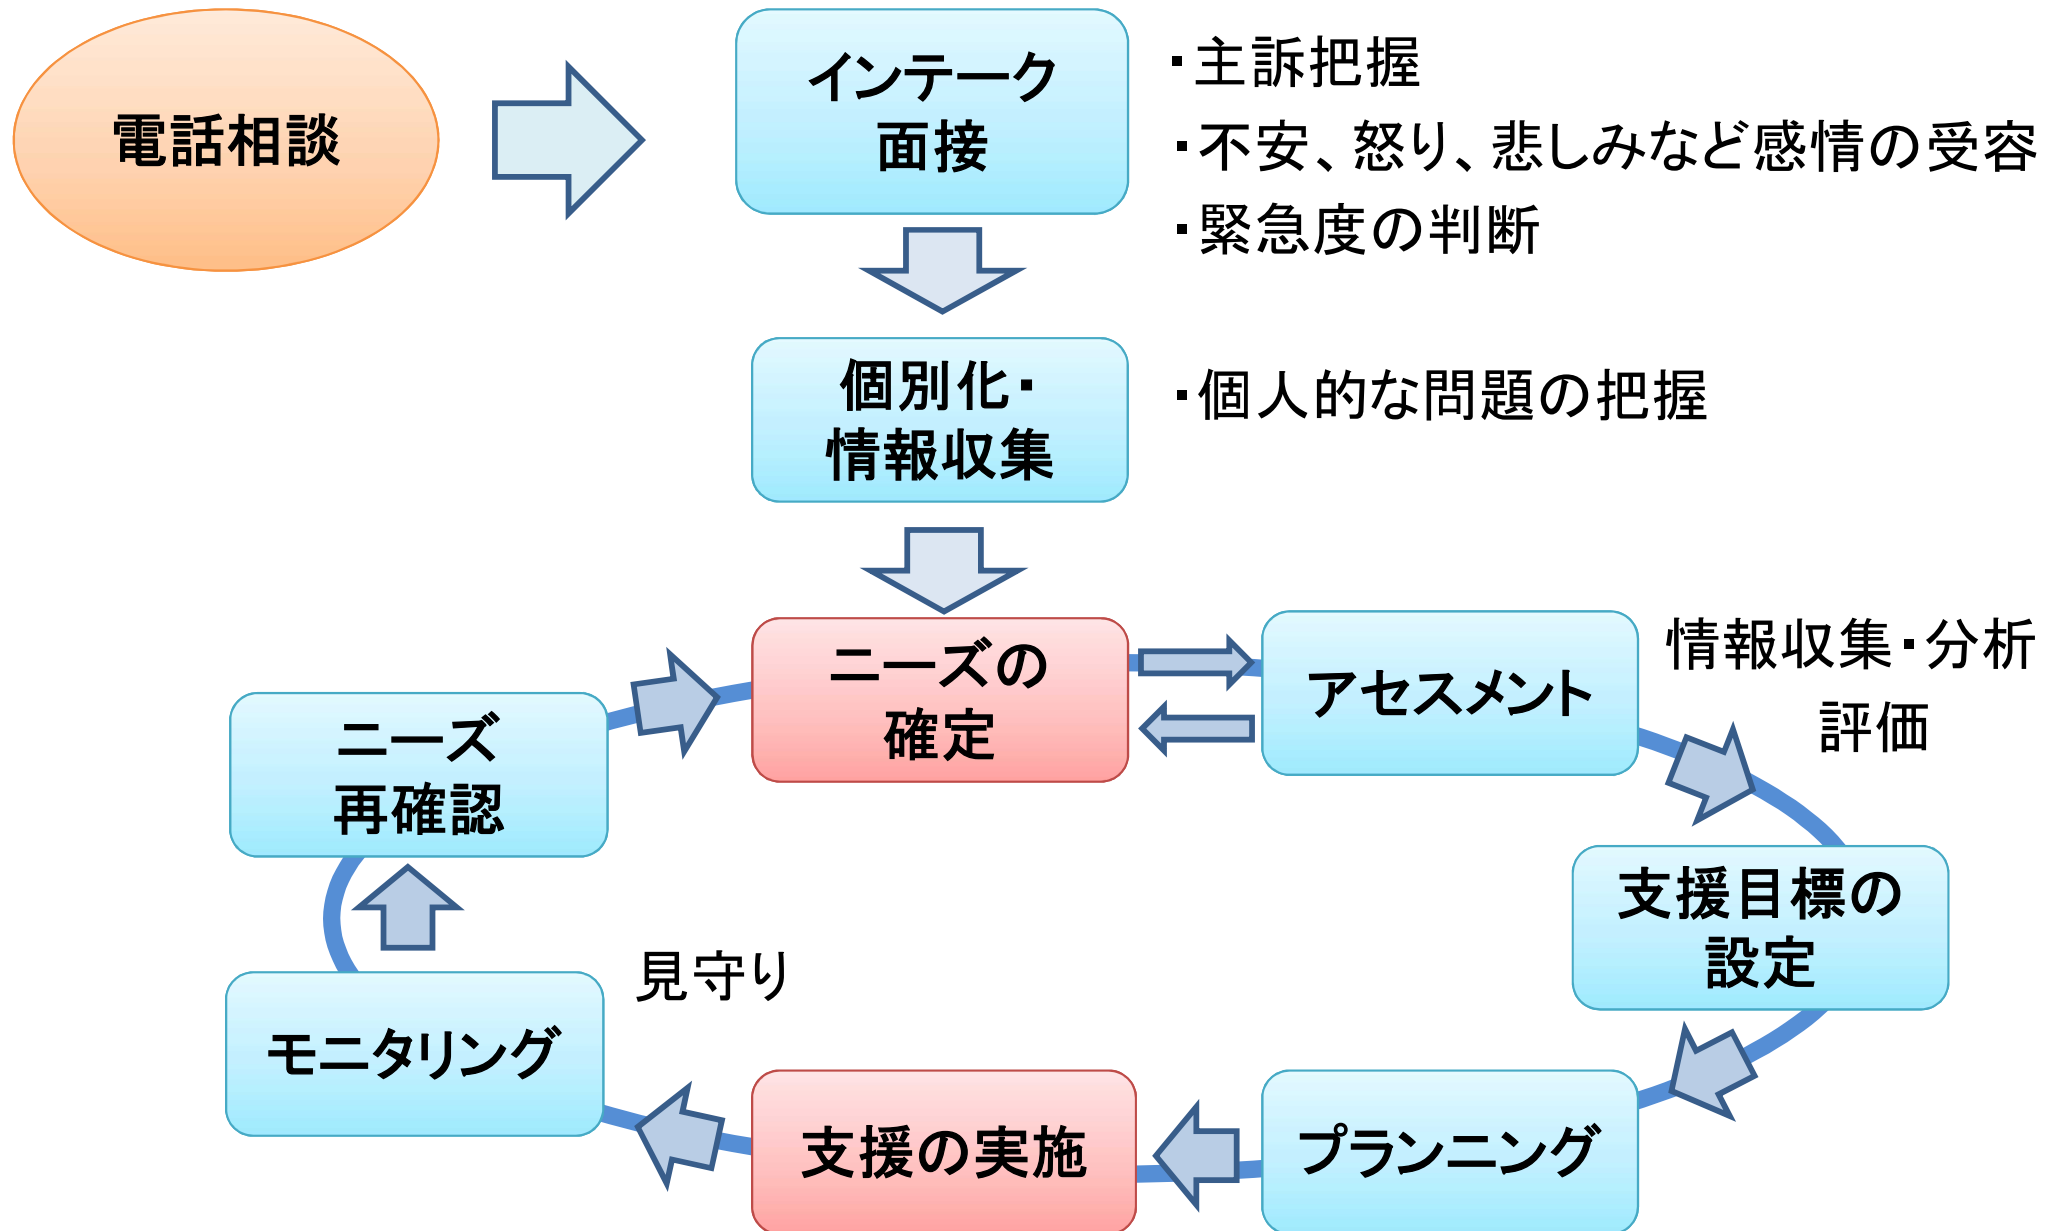 電話相談
インテーク
面接
・主訴把握
・不安、怒り、悲しみなど感情の受容
・緊急度の判断
個別化・
情報収集
・個人的な問題の把握
ニーズの
確定
アセスメント
情報収集・分析
評価
ニーズ
再確認
支援目標の
設定
見守り
モニタリング
支援の実施
プランニング